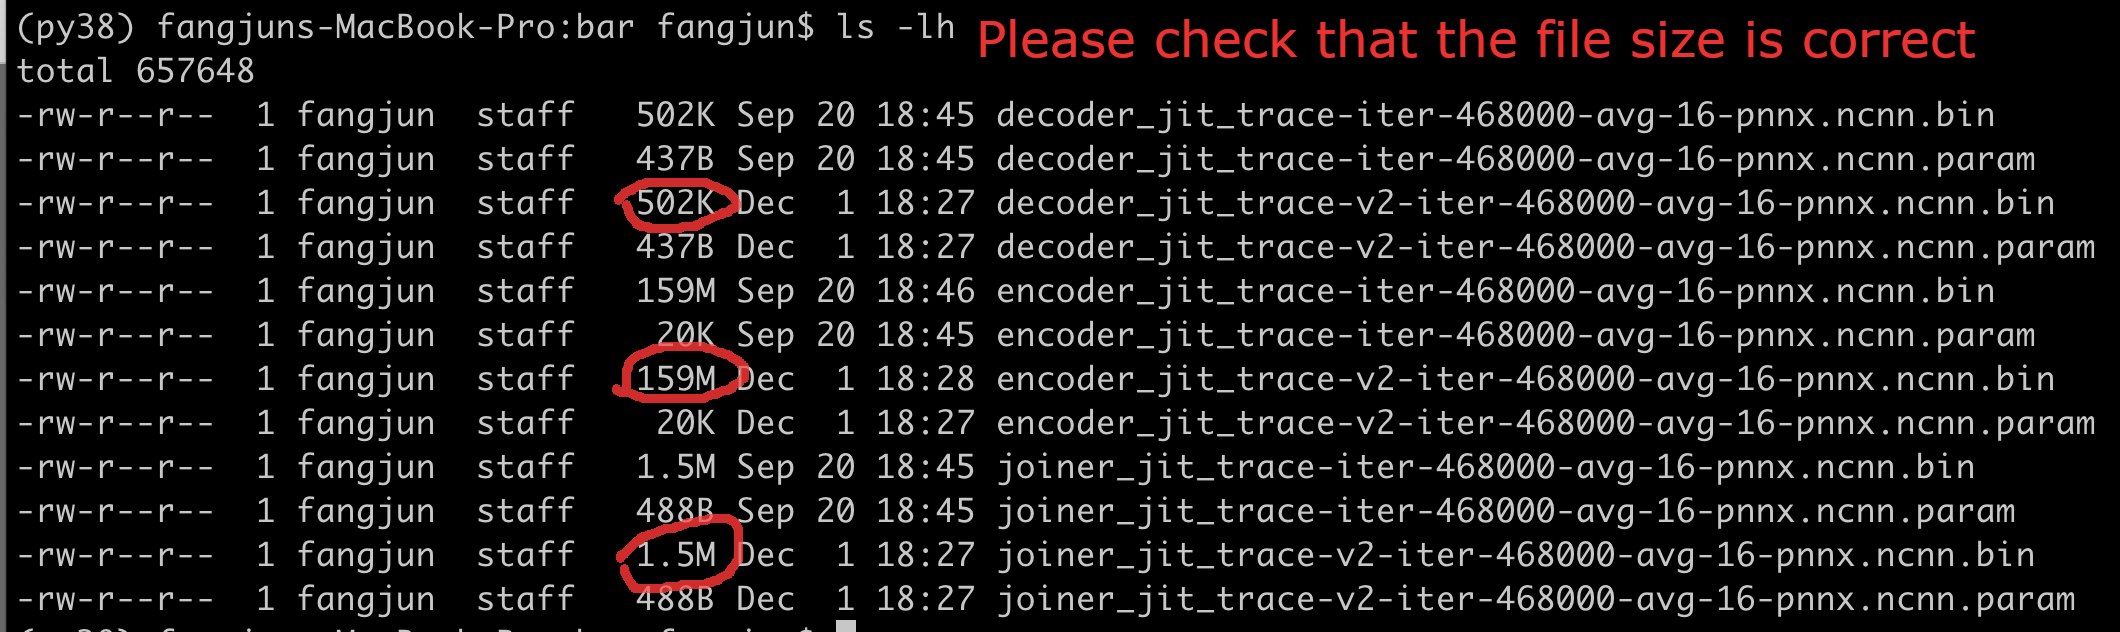 (py38) fangjuns-MacBook-Pro:bar fangjun$ ls -lh Please check that the file size is correct
total 657648
-rw-r--r--  1 fangjun  staff   502K Sep 20 18:45 decoder_jit_trace-iter-468000-avg-16-pnnx.ncnn.bin
-rw-r--r--  1 fangjun  staff   437B Sep 20 18:45 decoder_jit_trace-iter-468000-avg-16-pnnx.ncnn.param
-rw-r--r--  1 fangjun  staff   502K Dec  1 18:27 decoder_jit_trace-v2-iter-468000-avg-16-pnnx.ncnn.bin
-rw-r--r--  1 fangjun  staff   437B Dec  1 18:27 decoder_jit_trace-v2-iter-468000-avg-16-pnnx.ncnn.param
-rw-r--r--  1 fangjun  staff   159M Sep 20 18:46 encoder_jit_trace-iter-468000-avg-16-pnnx.ncnn.bin
-rw-r--r--  1 fangjun  staff    20K Sep 20 18:45 encoder_jit_trace-iter-468000-avg-16-pnnx.ncnn.param
-rw-r--r--  1 fangjun  staff   159M Dec  1 18:28 encoder_jit_trace-v2-iter-468000-avg-16-pnnx.ncnn.bin
-rw-r--r--  1 fangjun  staff    20K Dec  1 18:27 encoder_jit_trace-v2-iter-468000-avg-16-pnnx.ncnn.param
-rw-r--r--  1 fangjun  staff   1.5M Sep 20 18:45 joiner_jit_trace-iter-468000-avg-16-pnnx.ncnn.bin
-rw-r--r--  1 fangjun  staff   488B Sep 20 18:45 joiner_jit_trace-iter-468000-avg-16-pnnx.ncnn.param
-rw-r--r--  1 fangjun  staff   1.5M Dec  1 18:27 joiner_jit_trace-v2-iter-468000-avg-16-pnnx.ncnn.bin
-rw-r--r--  1 fangjun  staff   488B Dec  1 18:27 joiner_jit_trace-v2-iter-468000-avg-16-pnnx.ncnn.param
(py38) fangjuns-MacBook-Pro:bar fangjun$